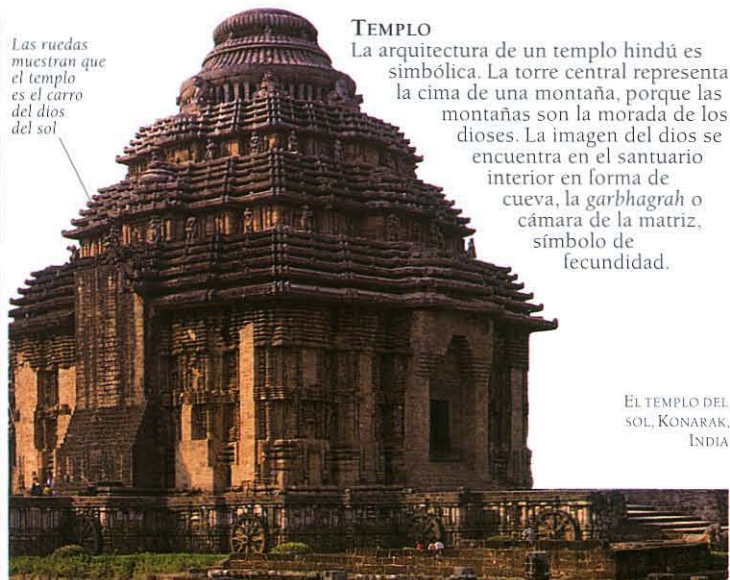 Las ruedas
muestran que
el templo
es el carro
del dios
del sol
TEMPLO
La arquitectura de un templo hindú es
simbólica. La torre central representa
la cima de una montaña, porque las
montañas son la morada de los
dioses. La imagen del dios se
encuentra en el santuario
interior en forma de
cueva, la garbhagrah o
cámara de la matriz,
símbolo de
fecundidad.
EL TEMPLO DEL
SOL, KONARAK,
INDIA